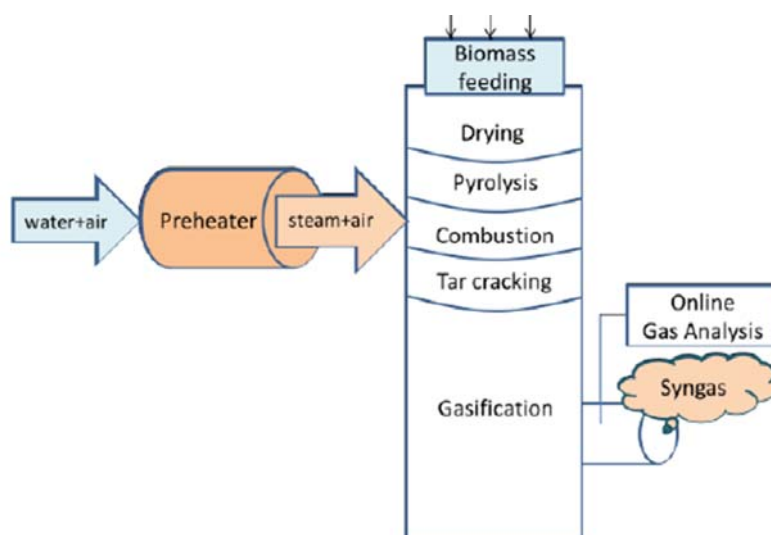 Biomass
feeding
Drying
Pyrolysis
Combustion
Tar cracking
Gasification
water+air
Preheater
steam+air
Online
Gas Analysis
Syngas